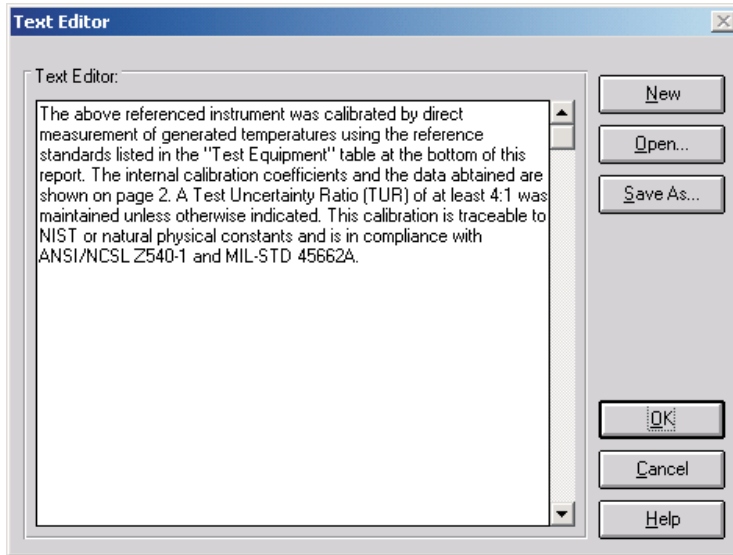 Text Editor
Text Editor:
The above referenced instrument was calibrated by direct
measurement of generated temperatures using the reference
standards listed in the "Test Equipment" table at the bottom of this
report. The internal calibration coefficients and the data abtained are
shown on page 2. A Test Uncertainty Ratio (TUR) of at least 4:1 was
maintained unless otherwise indicated. This calibration is traceable to
NIST or natural physical constants and is in compliance with
ANSI/NCSL Z540-1 and MIL-STD 45662A.
New
Open...
Save As...
OK
Cancel
Help